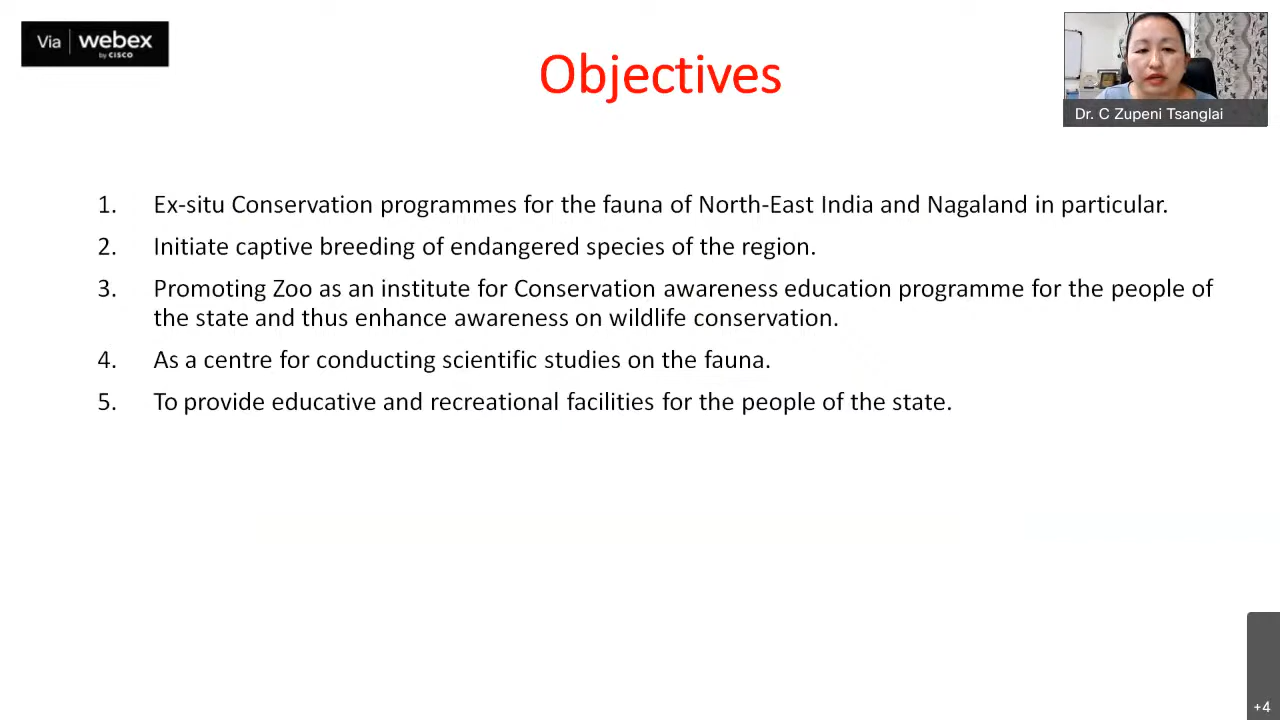 Via webex
by CISCO
Objectives
Dr. C Zupeni Tsanglai
1. Ex-situ Conservation programmes for the fauna of North-East India and Nagaland in particular.
2. Initiate captive breeding of endangered species of the region.
3. Promoting Zoo as an institute for Conservation awareness education programme for the people of
the state and thus enhance awareness on wildlife conservation.
4. As a centre for conducting scientific studies on the fauna.
5. To provide educative and recreational facilities for the people of the state.
+4